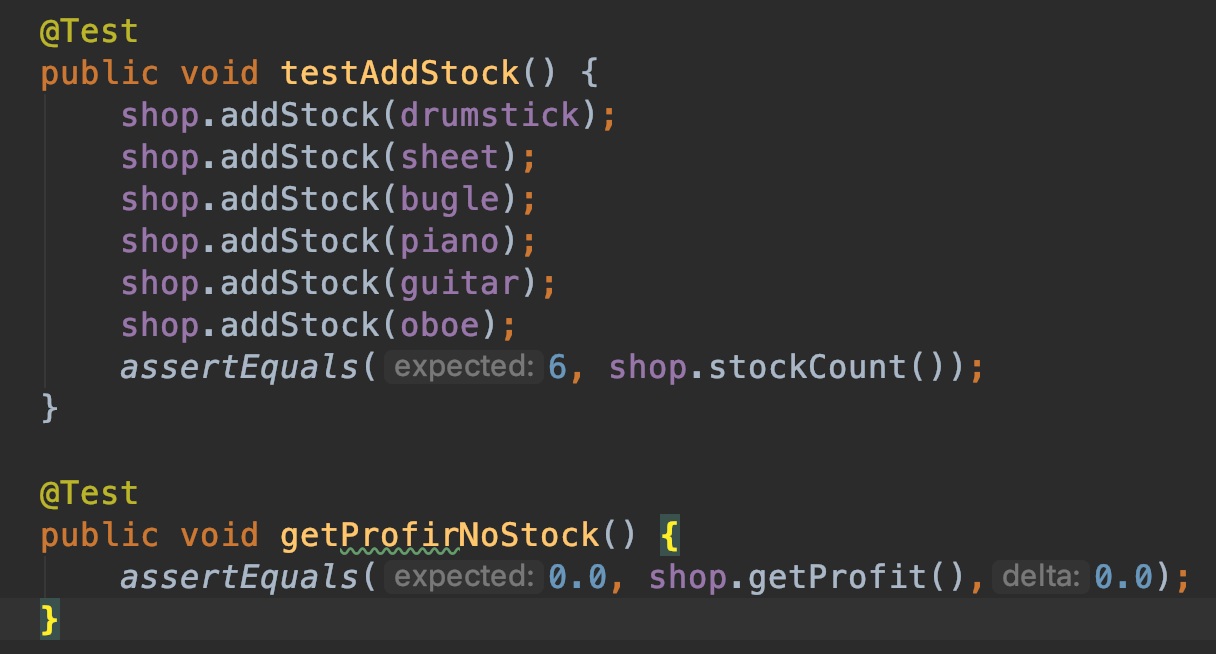 @Test
public void testAddStock() {
shop.addStock(drumstick);
shop.addStock(sheet);
shop.addStock(bugle);
shop.addStock(piano);
shop.addStock(guitar);
shop.addStock(oboe);
assertEquals( expected: 6, shop.stockCount());
}
@Test
public void getProfirNoStock() {
assertEquals( expected: 0.0, shop.getProfit(), delta: 0.0);
}